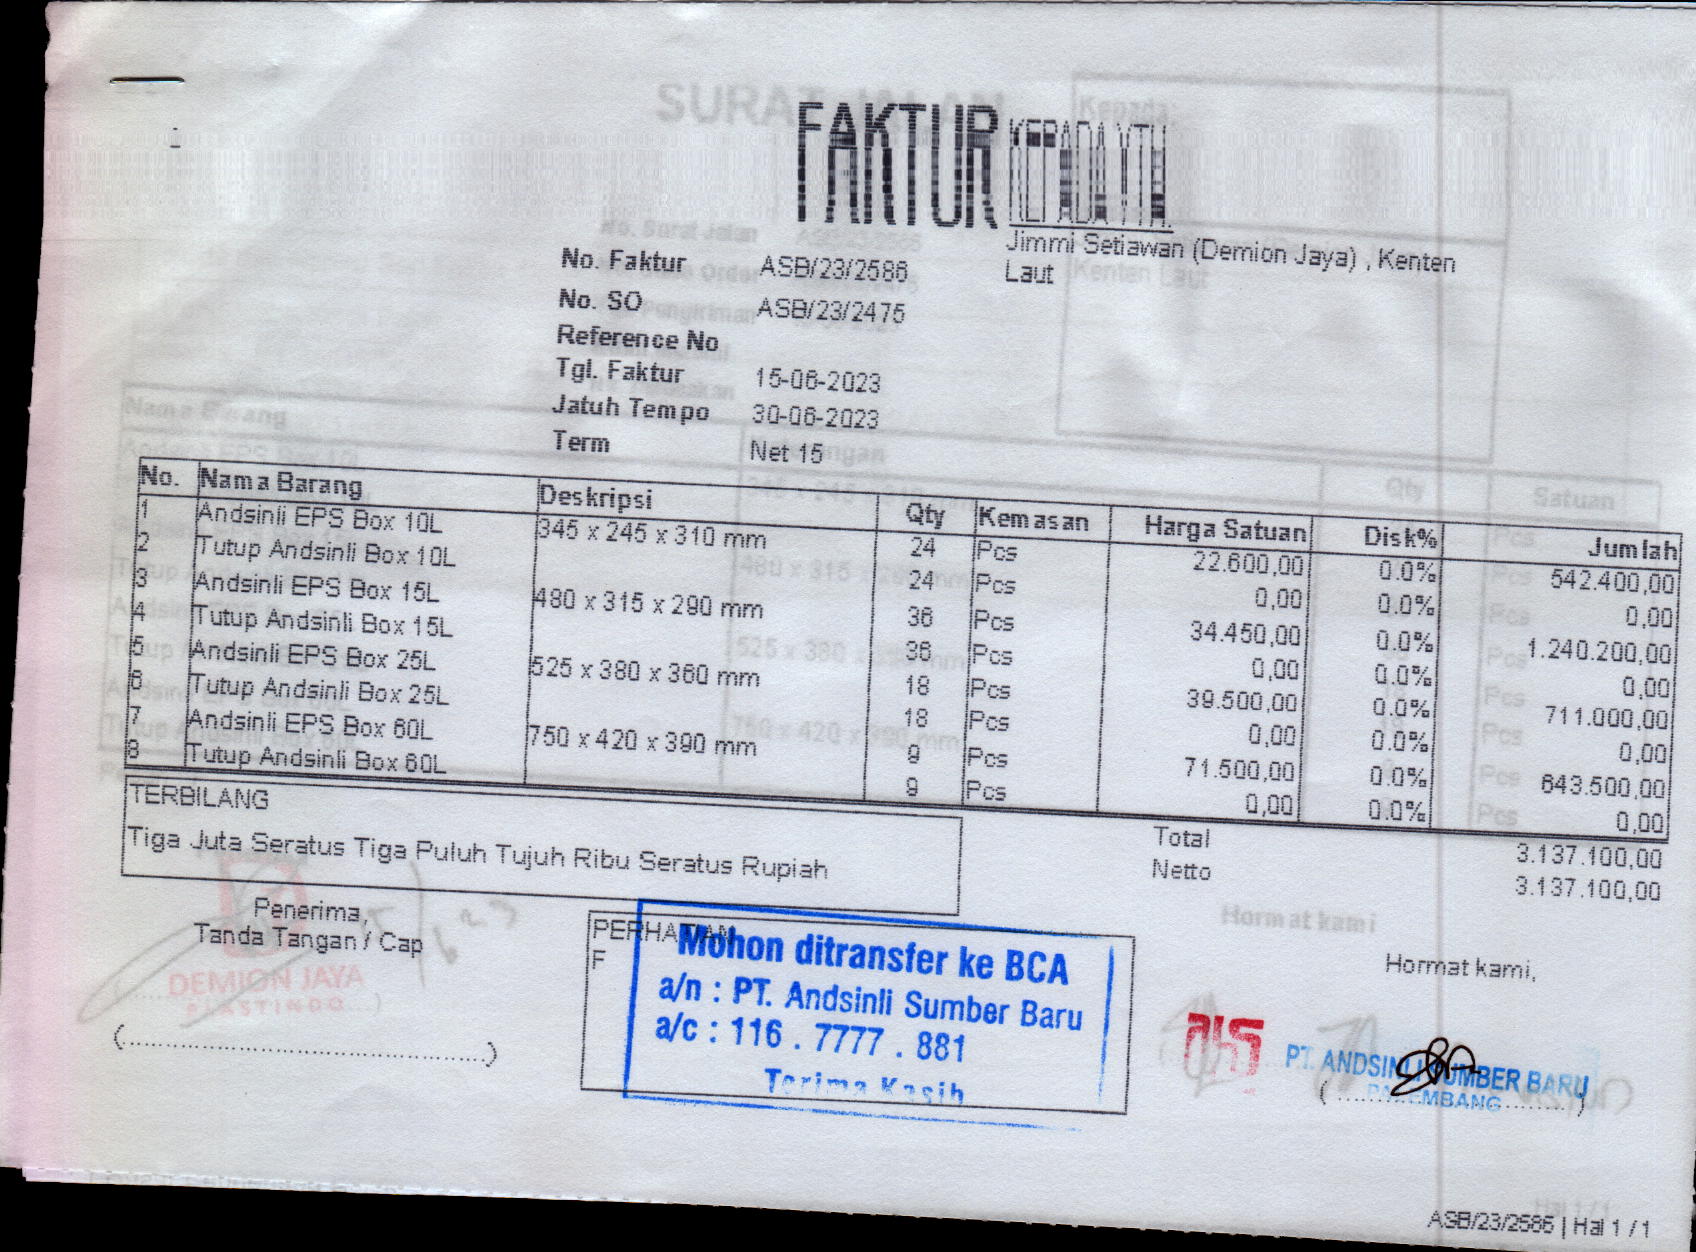 FAKTUR
KEPADA YTH.
Jimmi Setiawan (Demion Jaya) , Kenten
Laut
No. Faktur ASB/23/2586
No. SO ASB/23/2475
Reference No
Tgl. Faktur 15-06-2023
Jatuh Tempo 30-06-2023
Term Net 15
No. Nama Barang Deskripsi Qty Kemasan Harga Satuan Disk% Jumlah
1 Andsinli EPS Box 10L 345 x 245 x 310 mm 24 Pcs 22.600,00 0.0% 542.400,00
2 Tutup Andsinli Box 10L 24 Pcs 0,00 0.0% 0,00
3 Andsinli EPS Box 15L 480 x 315 x 290 mm 36 Pcs 34.450,00 0.0% 1.240.200,00
4 Tutup Andsinli Box 15L 36 Pcs 0,00 0.0% 0,00
5 Andsinli EPS Box 25L 525 x 380 x 360 mm 18 Pcs 39.500,00 0.0% 711.000,00
6 Tutup Andsinli Box 25L 18 Pcs 0,00 0.0% 0,00
7 Andsinli EPS Box 60L 750 x 420 x 390 mm 9 Pcs 71.500,00 0.0% 643.500,00
8 Tutup Andsinli Box 60L 9 Pcs 0,00 0.0% 0,00
TERBILANG
Tiga Juta Seratus Tiga Puluh Tujuh Ribu Seratus Rupiah
Total 3.137.100,00
Netto 3.137.100,00
Penerima,
Tanda Tangan / Cap
DEMION JAYA
PLASTINDO
(..............................................)
PERHATIAN
F
Mohon ditransfer ke BCA
a/n : PT. Andsinli Sumber Baru
a/c : 116 . 7777 . 881
Terima Kasih
Hormat kami,
PT. ANDSINLI SUMBER BARU
PALEMBANG
ASB/23/2586 | Hal 1 / 1